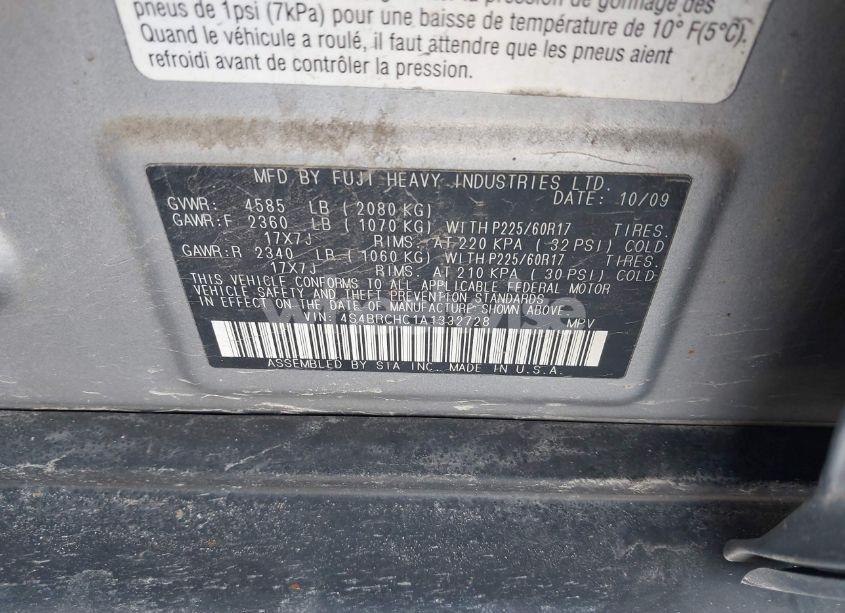 pneus de 1psi (7kPa) pour une baisse de température de 10° F(5°C).
Quand le véhicule a roulé, il faut attendre que les pneus aient
refroidi avant de contrôler la pression.
MFD BY FUJI HEAVY INDUSTRIES LTD.
DATE: 10/09
GVWR: 4585 LB ( 2080 KG)
GAWR:F 2360 LB ( 1070 KG) WITH P225/60R17 TIRES.
17X7J RIMS. AT 220 KPA ( 32 PSI) COLD
GAWR:R 2340 LB ( 1060 KG) WITH P225/60R17 TIRES.
17X7J RIMS. AT 210 KPA ( 30 PSI) COLD
THIS VEHICLE CONFORMS TO ALL APPLICABLE FEDERAL MOTOR
VEHICLE SAFETY AND THEFT PREVENTION STANDARDS
IN EFFECT ON THE DATE OF MANUFACTURE SHOWN ABOVE.
VIN: 4S4BRCHC1A1332728 MPV
ASSEMBLED BY SIA INC. MADE IN U.S.A.